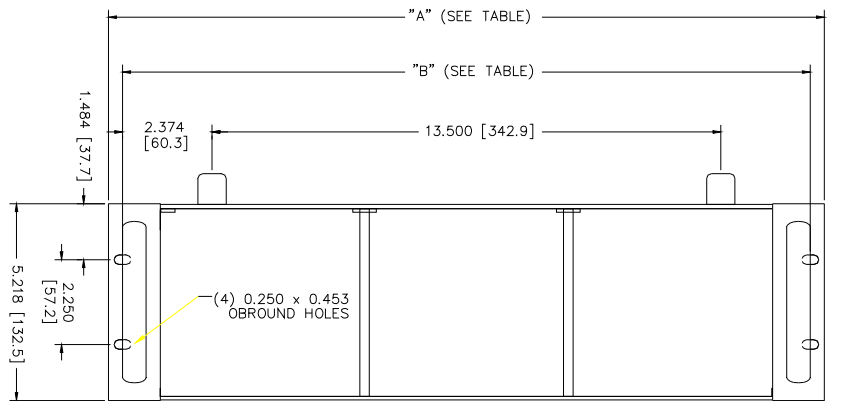 "A" (SEE TABLE)
"B" (SEE TABLE)
1.484 [37.7]
2.374
[60.3]
13.500 [342.9]
5.218 [132.5]
2.250
[57.2]
(4) 0.250 x 0.453
OBROUND HOLES